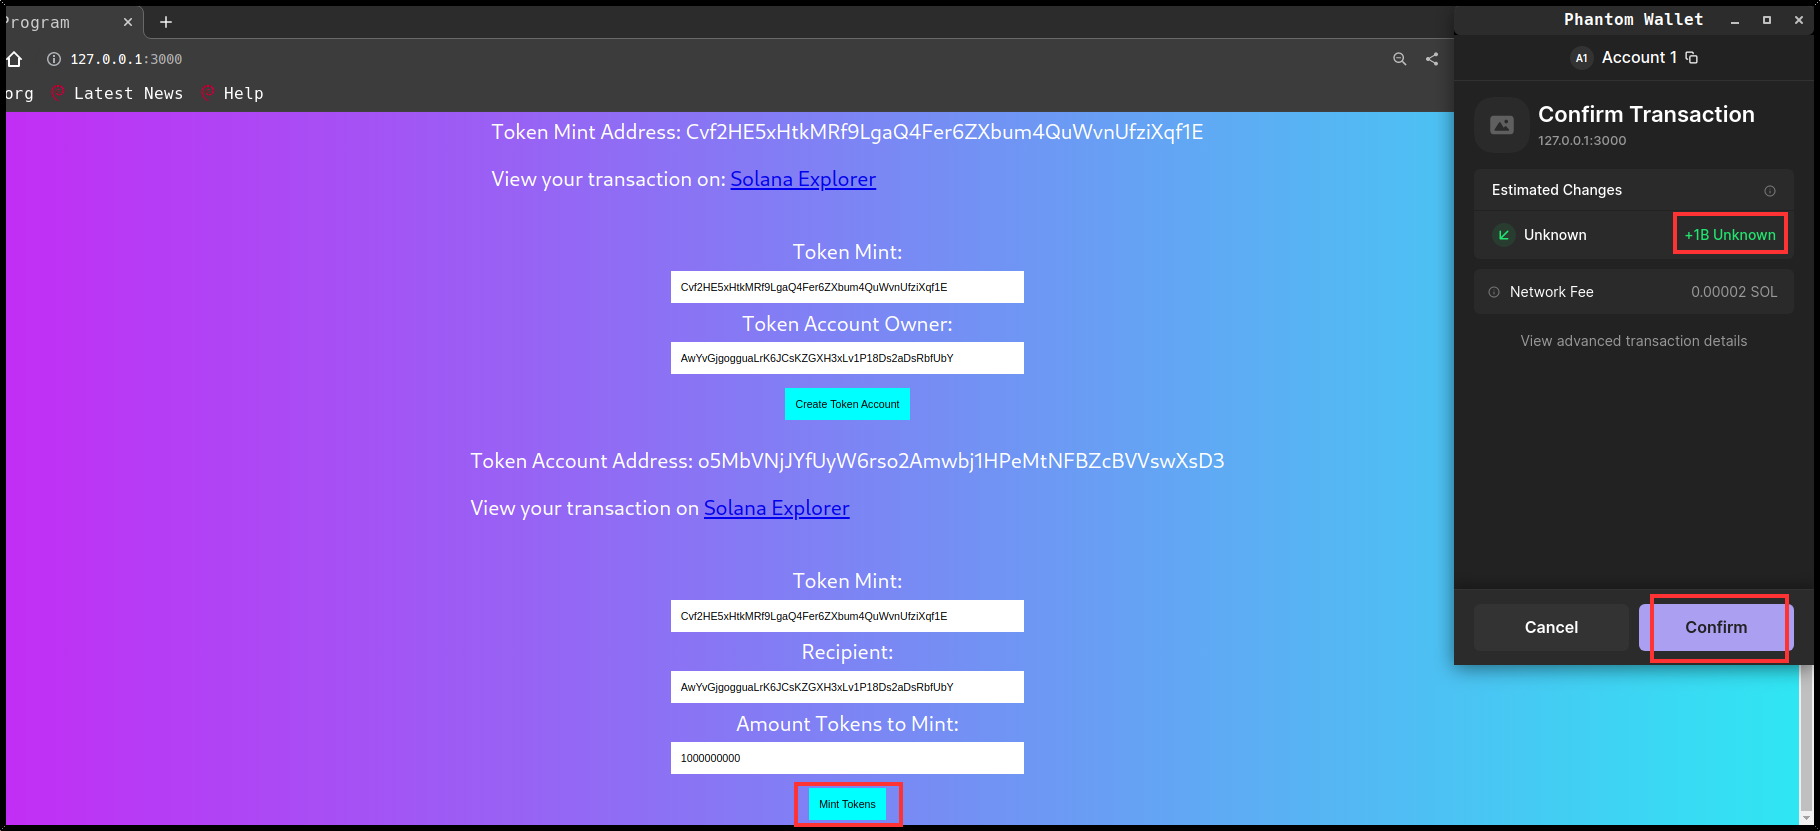 Program
127.0.0.1:3000
org Latest News Help
Token Mint Address: Cvf2HE5xHtkMRf9LgaQ4Fer6ZXbum4QuWvnUfziXqf1E
View your transaction on: Solana Explorer
Token Mint:
Cvf2HE5xHtkMRf9LgaQ4Fer6ZXbum4QuWvnUfziXqf1E
Token Account Owner:
AwYvGjgogguaLrK6JCsKZGXH3xLv1P18Ds2aDsRbfUbY
Create Token Account
Token Account Address: o5MbVNjJYfUyW6rso2Amwbj1HPeMtNFBZcBVVswXsD3
View your transaction on Solana Explorer
Token Mint:
Cvf2HE5xHtkMRf9LgaQ4Fer6ZXbum4QuWvnUfziXqf1E
Recipient:
AwYvGjgogguaLrK6JCsKZGXH3xLv1P18Ds2aDsRbfUbY
Amount Tokens to Mint:
1000000000
Mint Tokens
Phantom Wallet
A1 Account 1
Confirm Transaction
127.0.0.1:3000
Estimated Changes
Unknown +1B Unknown
Network Fee 0.00002 SOL
View advanced transaction details
Cancel Confirm